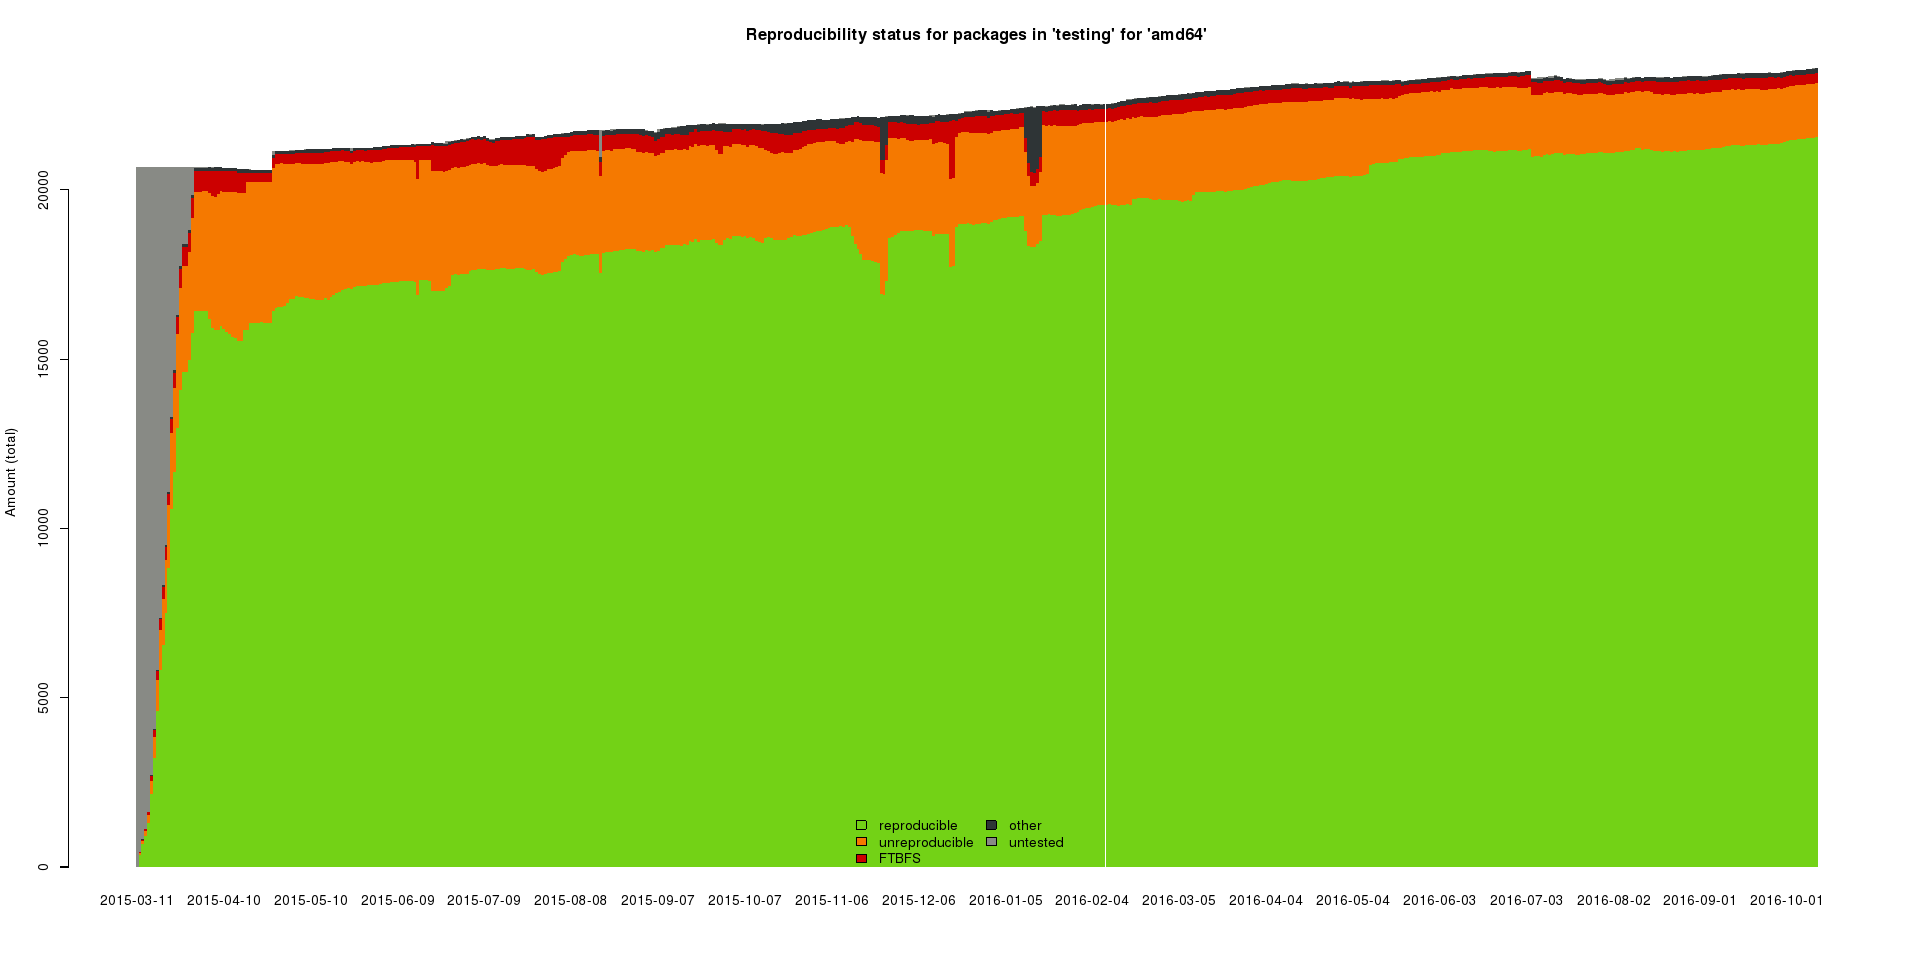 Reproducibility status for packages in 'testing' for 'amd64'
Amount (total)
20000
15000
10000
5000
0
reproducible
unreproducible
FTBFS
other
untested
2015-03-11 2015-04-10 2015-05-10 2015-06-09 2015-07-09 2015-08-08 2015-09-07 2015-10-07 2015-11-06 2015-12-06 2016-01-05 2016-02-04 2016-03-05 2016-04-04 2016-05-04 2016-06-03 2016-07-03 2016-08-02 2016-09-01 2016-10-01